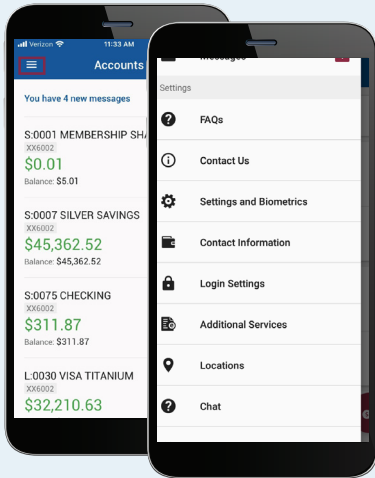 Verizon 11:33 AM
Accounts
You have 4 new messages
S:0001 MEMBERSHIP SHA
XX6002
$0.01
Balance: $5.01
S:0007 SILVER SAVINGS
XX6002
$45,362.52
Balance: $45,362.52
S:0075 CHECKING
XX6002
$311.87
Balance: $311.87
L:0030 VISA TITANIUM
XX6002
$32,210.63
Messages
Settings
FAQs
Contact Us
Settings and Biometrics
Contact Information
Login Settings
Additional Services
Locations
Chat